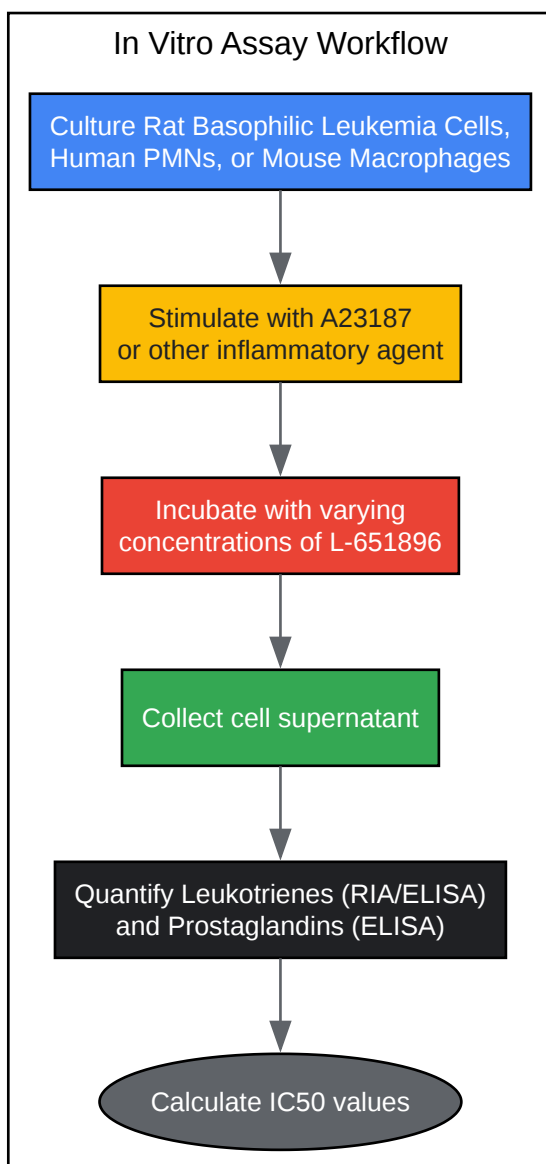 In Vitro Assay Workflow
Culture Rat Basophilic Leukemia Cells,
Human PMNs, or Mouse Macrophages
Stimulate with A23187
or other inflammatory agent
Incubate with varying
concentrations of L-651896
Collect cell supernatant
Quantify Leukotrienes (RIA/ELISA)
and Prostaglandins (ELISA)
Calculate IC50 values